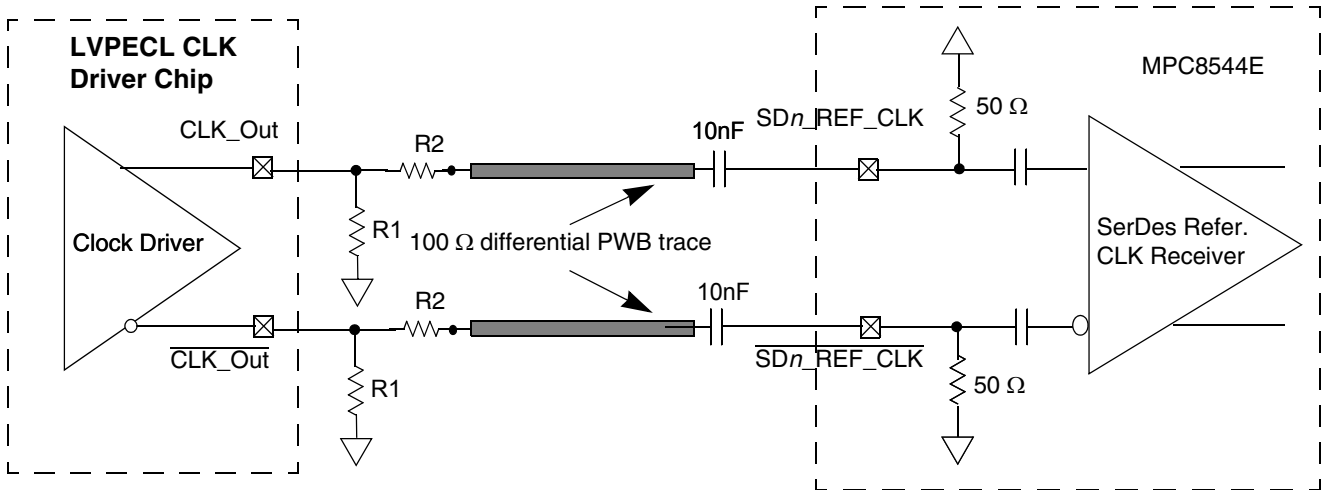 LVPECL CLK
Driver Chip
MPC8544E
CLK_Out
R2
10nF
SDn_REF_CLK
50 Ω
Clock Driver
R1
100 Ω differential PWB trace
SerDes Refer.
CLK Receiver
R2
10nF
CLK_Out
SDn_REF_CLK
R1
50 Ω